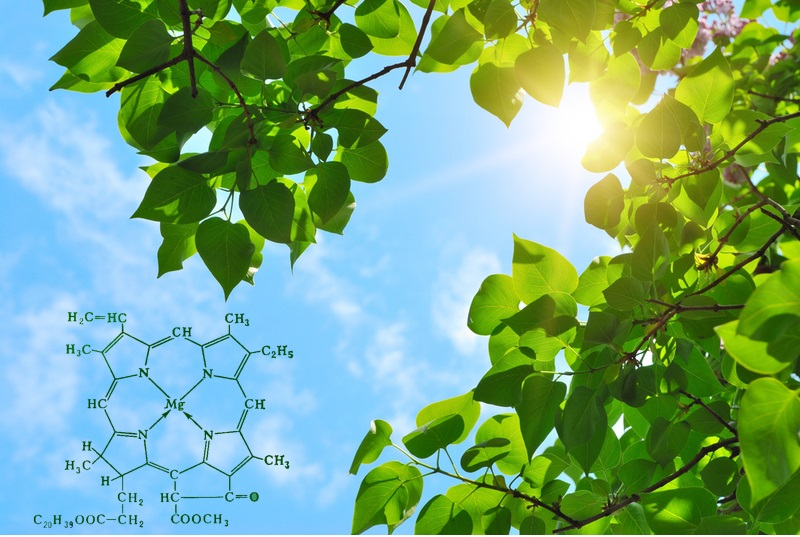 H₂C=HC
CH
CH₃
H₃C
C₂H₅
N
N
HC
Mg
CH
N
N
H
H₃C
CH₃
H
CH₂
HC
C=O
C₂₀H₃₉OOC-CH₂
COOCH₃